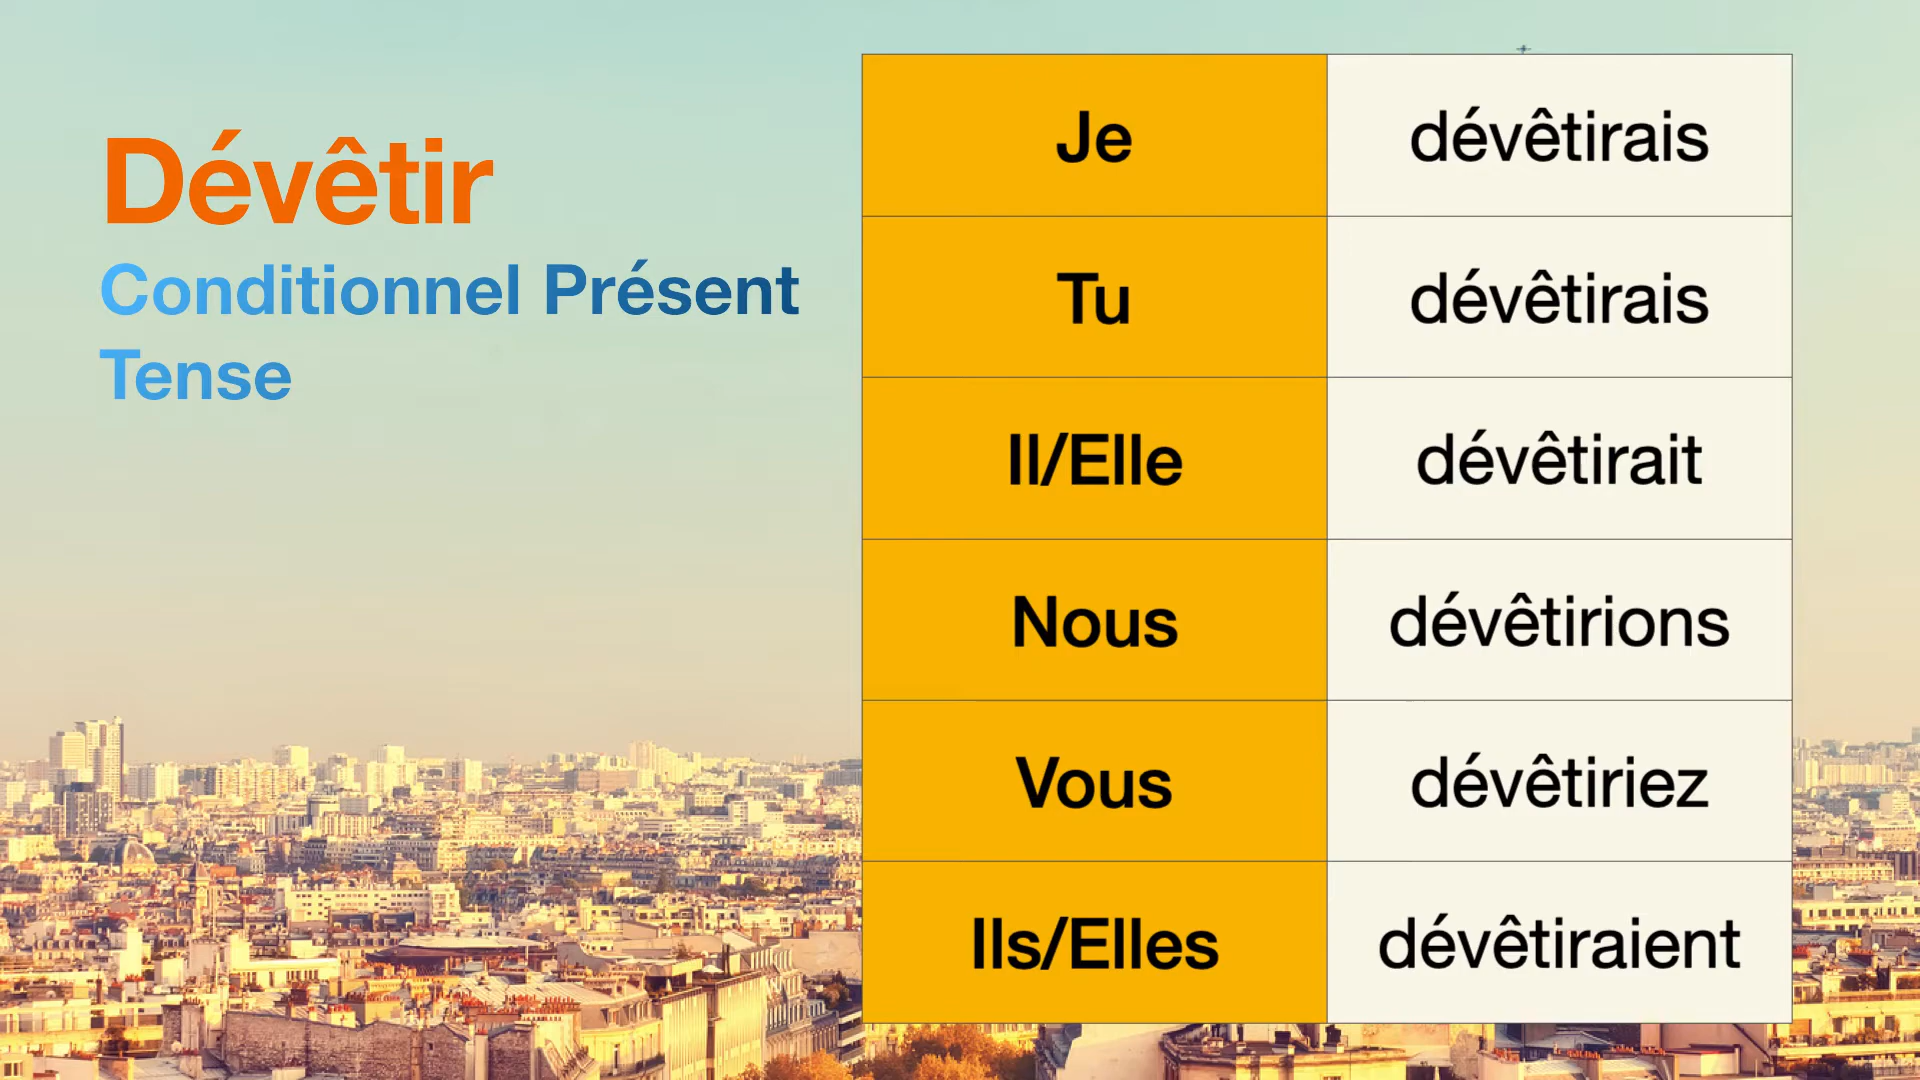 Dévêtir
Conditionnel Présent
Tense
Je dévêtirais
Tu dévêtirais
Il/Elle dévêtirait
Nous dévêtirions
Vous dévêtiriez
Ils/Elles dévêtiraient